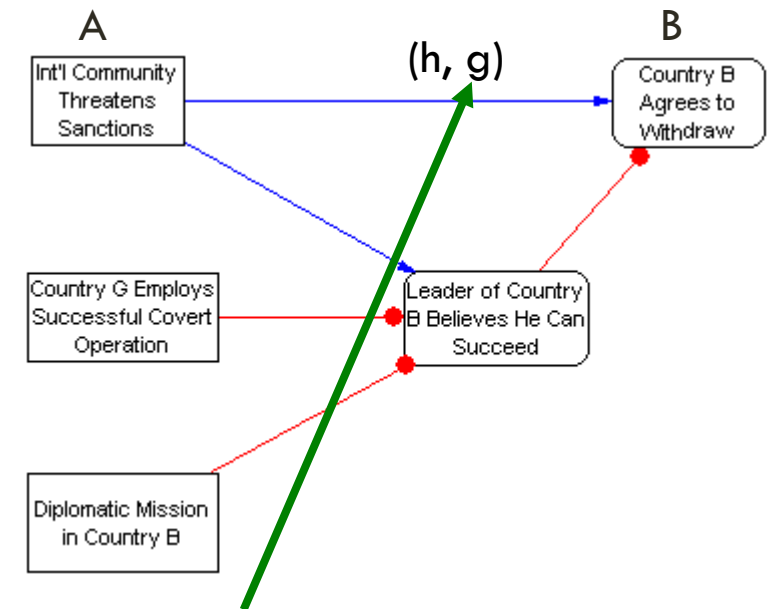 A
B
(h, g)
Int'l Community
Threatens
Sanctions
Country B
Agrees to
Withdraw
Country G Employs
Successful Covert
Operation
Leader of Country
B Believes He Can
Succeed
Diplomatic Mission
in Country B